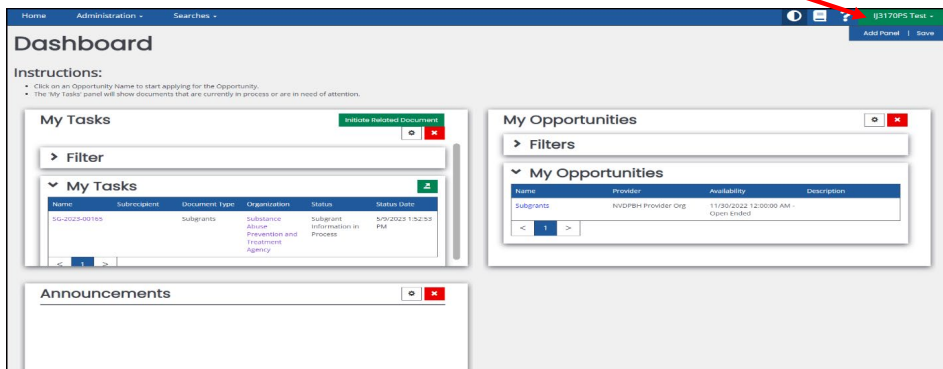 Home Administration Searches ? IJ3170PS Test
Add Panel | Save
Dashboard
Instructions:
Click on an Opportunity Name to start applying for the Opportunity.
The 'My Tasks' panel will show documents that are currently in process or are in need of attention.
My Tasks
Initiate Related Document
> Filter
My Tasks
Name Subrecipient Document Type Organization Status Status Date
SG-2023-00165 Subgrants Substance Subgrant 5/9/2023 1:52:53
Abuse Information in PM
Prevention and Process
Treatment
Agency
< 1 >
My Opportunities
> Filters
My Opportunities
Name Provider Availability Description
Subgrants NVDPBH Provider Org 11/30/2022 12:00:00 AM -
Open Ended
< 1 >
Announcements